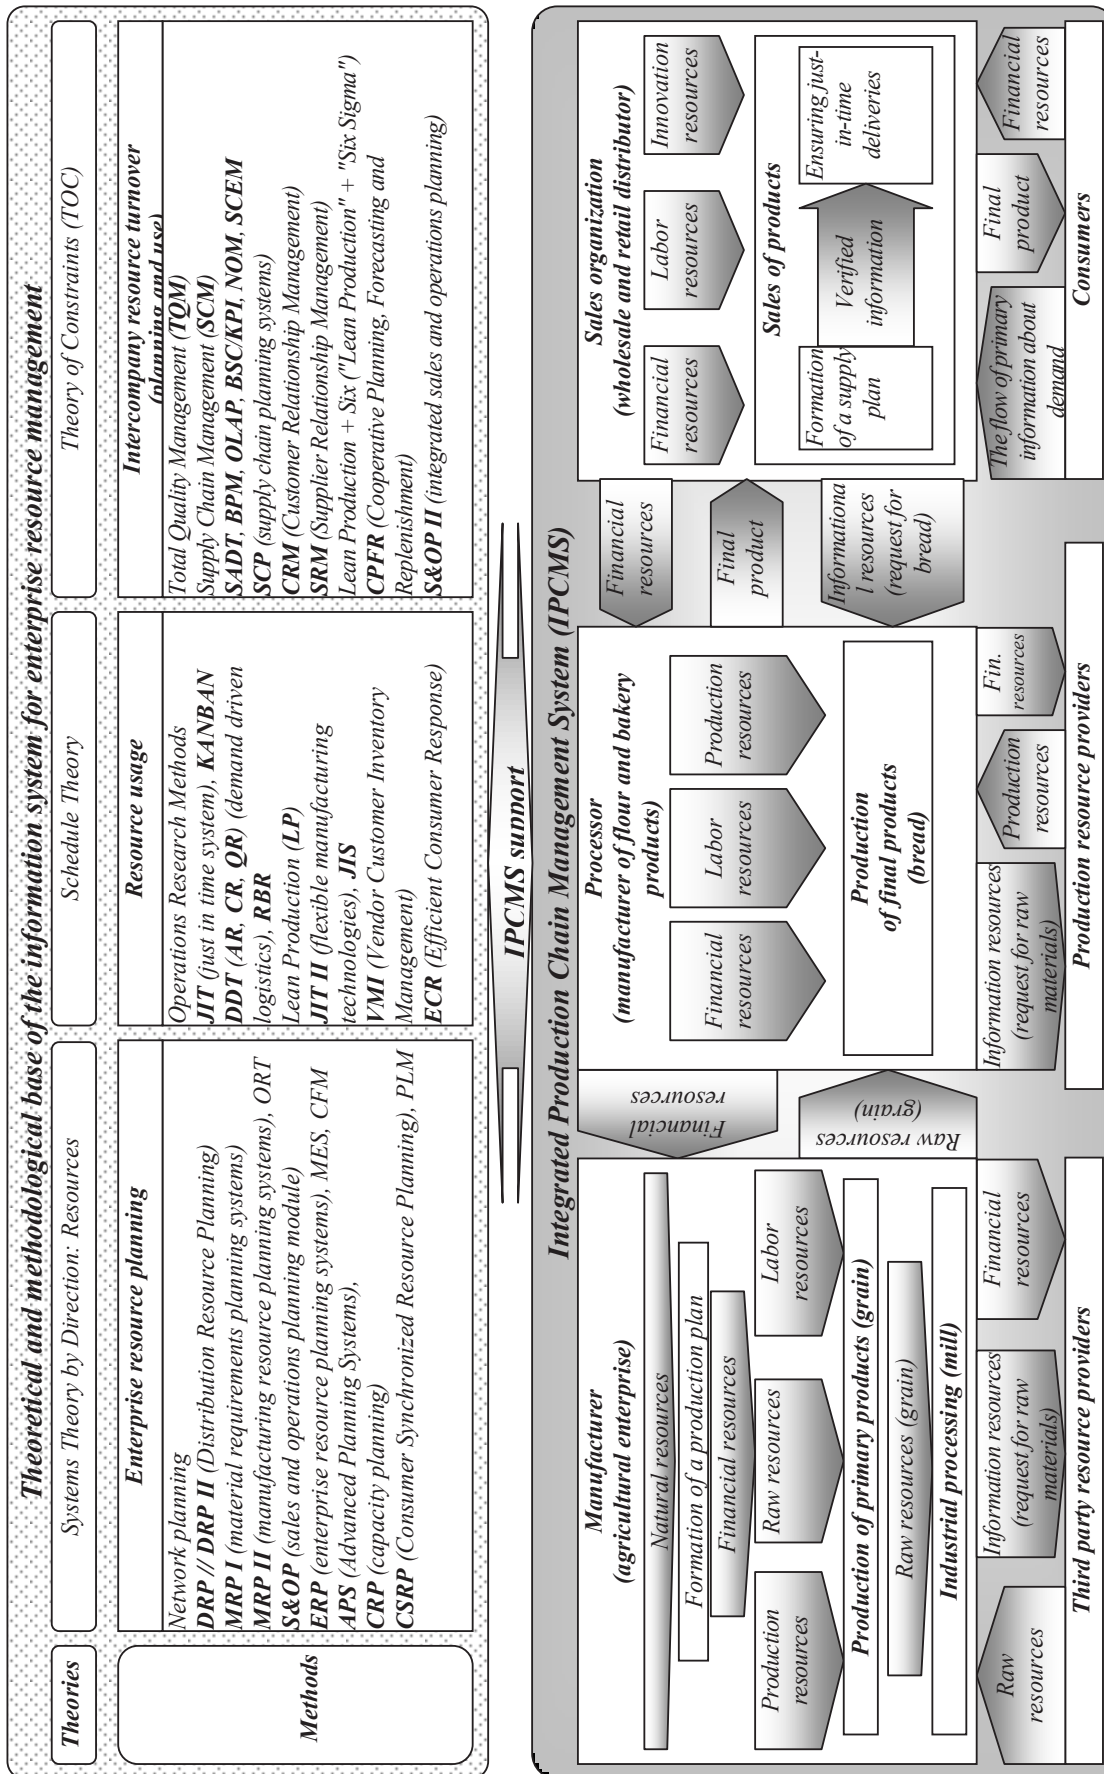 Theoretical and methodological base of the information system for enterprise resource management
Theories
Systems Theory by Direction: Resources
Schedule Theory
Theory of Constraints (TOC)
Methods
Enterprise resource planning
Network planning
DRP // DRP II (Distribution Resource Planning)
MRP I (material requirements planning systems)
MRP II (manufacturing resource planning systems), ORT
S&OP (sales and operations planning module)
ERP (enterprise resource planning systems), MES, CFM
APS (Advanced Planning Systems),
CRP (capacity planning)
CSRP (Consumer Synchronized Resource Planning), PLM
Resource usage
Operations Research Methods
JIT (just in time system), KANBAN
DDT (AR, CR, QR) (demand driven
logistics), RBR
Lean Production (LP)
JIT II (flexible manufacturing
technologies), JIS
VMI (Vendor Customer Inventory
Management)
ECR (Efficient Consumer Response)
Intercompany resource turnover
(planning and use)
Total Quality Management (TQM)
Supply Chain Management (SCM)
SADT, BPM, OLAP, BSC/KPI, NOM, SCEM
SCP (supply chain planning systems)
CRM (Customer Relationship Management)
SRM (Supplier Relationship Management)
Lean Production + Six ("Lean Production" + "Six Sigma")
CPFR (Cooperative Planning, Forecasting and
Replenishment)
S&OP II (integrated sales and operations planning)
IPCMS support
Integrated Production Chain Management System (IPCMS)
Manufacturer
(agricultural enterprise)
Natural resources
Formation of a production plan
Financial resources
Production
resources
Raw resources
Labor
resources
Production of primary products (grain)
Raw resources (grain)
Industrial processing (mill)
Financial
resources
Raw resources
(grain)
Processor
(manufacturer of flour and bakery
products)
Financial
resources
Labor
resources
Production
resources
Production
of final products
(bread)
Financial
resources
Final
product
Informationa
l resources
(request for
bread)
Sales organization
(wholesale and retail distributor)
Financial
resources
Labor
resources
Innovation
resources
Sales of products
Formation
of a supply
plan
Verified
information
Ensuring just-
in-time
deliveries
Raw
resources
Information resources
(request for raw
materials)
Financial
resources
Third party resource providers
Information resources
(request for raw
materials)
Production
resources
Fin.
resources
Production resource providers
The flow of primary
information about
demand
Final
product
Financial
resources
Consumers